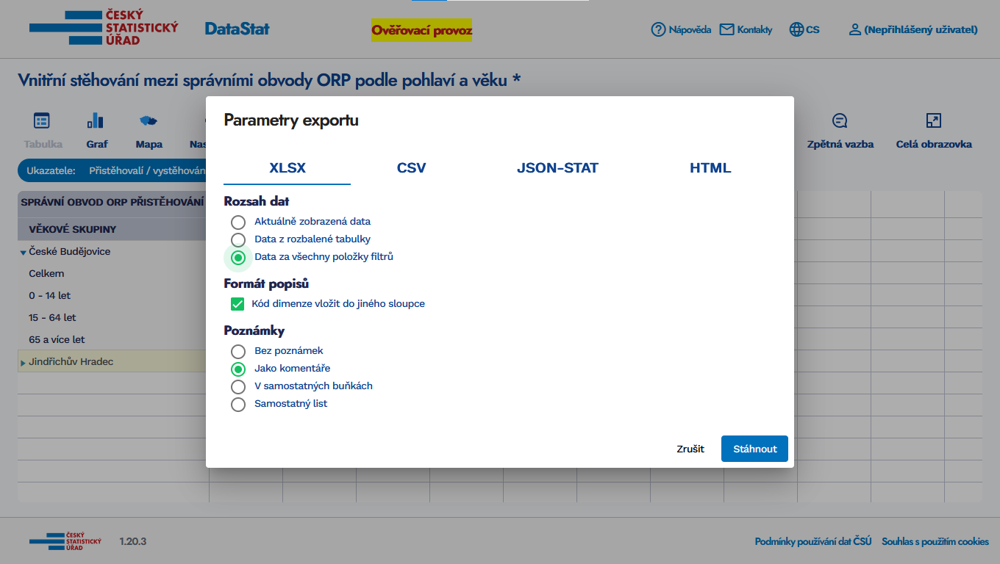 ČESKÝ
STATISTICKÝ
ÚŘAD
DataStat
Ověřovací provoz
Nápověda
Kontakty
CS
(Nepřihlášený uživatel)
Vnitřní stěhování mezi správními obvody ORP podle pohlaví a věku *
Tabulka
Graf
Mapa
Zpětná vazba
Celá obrazovka
Ukazatele:
Přistěhovalí /
SPRÁVNÍ OBVOD ORP PŘISTĚHOVÁNÍ
VĚKOVÉ SKUPINY
České Budějovice
Celkem
0 - 14 let
15 - 64 let
65 a více let
Jindřichův Hradec
Parametry exportu
XLSX
CSV
JSON-STAT
HTML
Rozsah dat
Aktuálně zobrazená data
Data z rozbalené tabulky
Data za všechny položky filtrů
Formát popisů
Kód dimenze vložit do jiného sloupce
Poznámky
Bez poznámek
Jako komentáře
V samostatných buňkách
Samostatný list
Zrušit
Stáhnout
ČESKÝ
STATISTICKÝ
ÚŘAD
1.20.3
Podmínky používání dat ČSÚ
Souhlas s použitím cookies